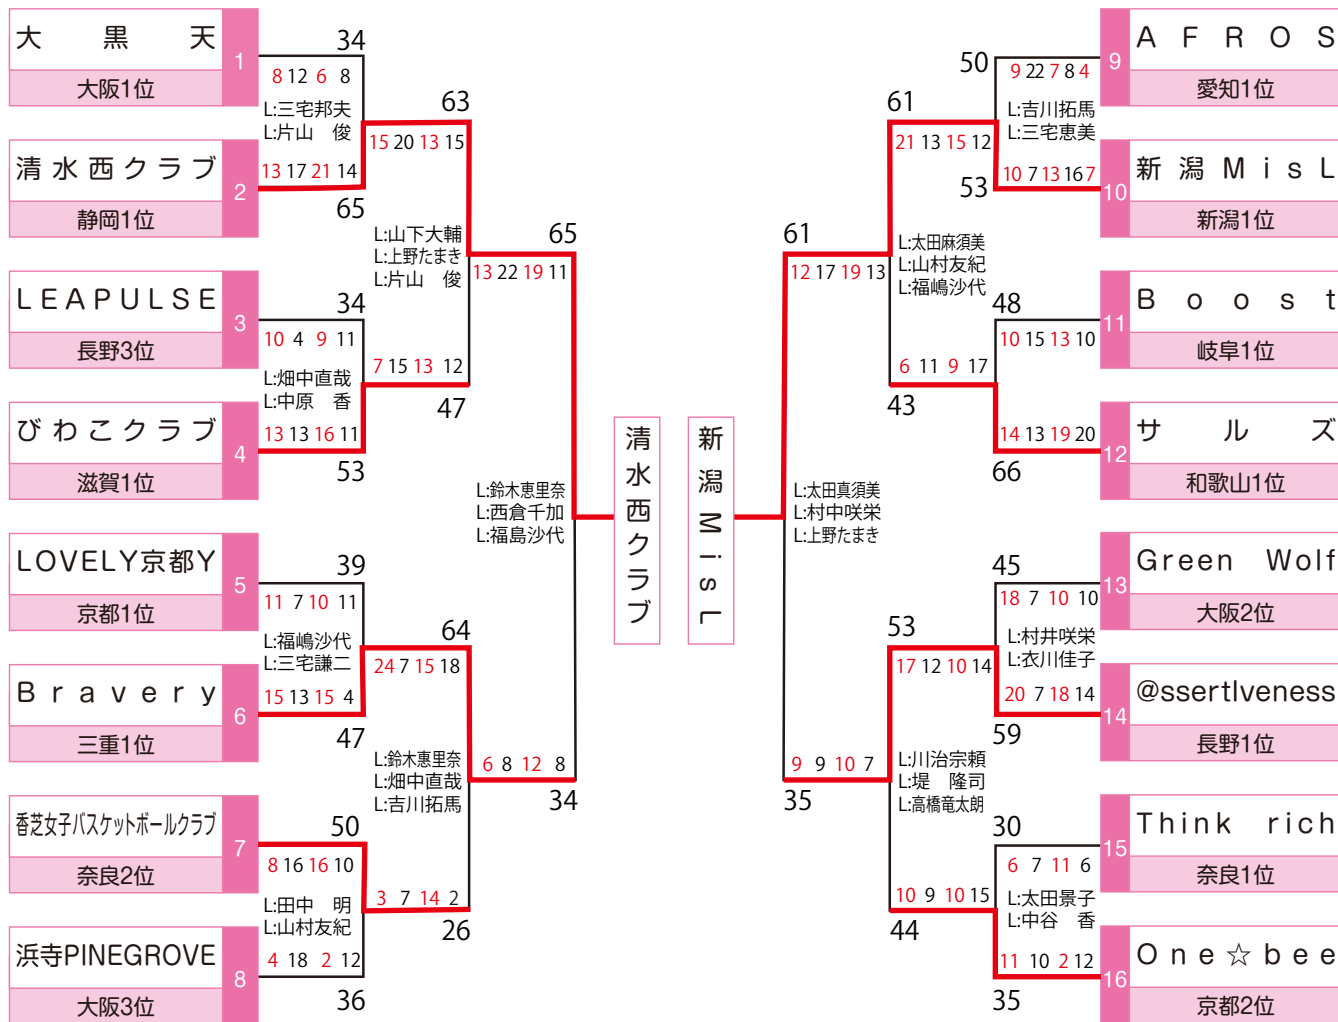 大黒天
1
大阪1位
34
8 12 6 8
L:三宅邦夫
L:片山 俊
13 17 21 14
65
清水西クラブ
2
静岡1位
63
15 20 13 15
L:山下大輔
L:上野たまき
L:片山 俊
LEAPULSE
3
長野3位
34
10 4 9 11
L:畑中直哉
L:中原 香
13 13 16 11
53
びわこクラブ
4
滋賀1位
7 15 13 12
47
65
13 22 19 11
L:鈴木恵里奈
L:西倉千加
L:福島沙代
LOVELY京都Y
5
京都1位
39
11 7 10 11
L:福嶋沙代
L:三宅謙二
15 13 15 4
47
Bravery
6
三重1位
64
24 7 15 18
L:鈴木恵里奈
L:畑中直哉
L:吉川拓馬
6 8 12 8
34
香芝女子バスケットボールクラブ
7
奈良2位
50
8 16 16 10
L:田中 明
L:山村友紀
4 18 2 12
36
浜寺PINEGROVE
8
大阪3位
3 7 14 2
26
清水西クラブ
新潟MisL
AFROS
9
愛知1位
50
9 22 7 8 4
L:吉川拓馬
L:三宅恵美
10 7 13 16 7
53
新潟MisL
10
新潟1位
61
21 13 15 12
L:太田麻須美
L:山村友紀
L:福嶋沙代
Boost
11
岐阜1位
48
10 15 13 10
14 13 19 20
66
サルズ
12
和歌山1位
6 11 9 17
43
61
12 17 19 13
L:太田真須美
L:村中咲栄
L:上野たまき
Green Wolf
13
大阪2位
45
18 7 10 10
L:村井咲栄
L:衣川佳子
20 7 18 14
59
@ssertIveness
14
長野1位
53
17 12 10 14
L:川治宗頼
L:堤 隆司
L:高橋竜太朗
9 9 10 7
35
Think rich
15
奈良1位
30
6 7 11 6
L:太田景子
L:中谷 香
11 10 2 12
35
One☆bee
16
京都2位
10 9 10 15
44